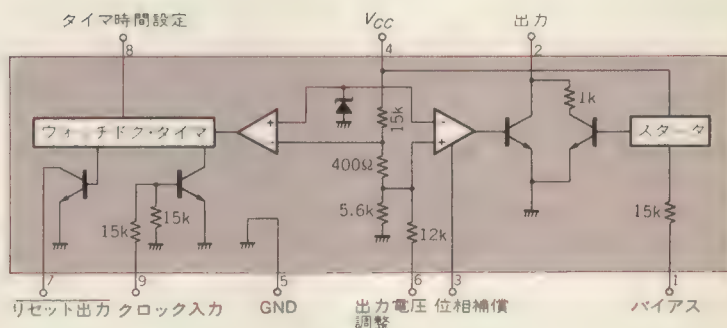 タイマ時間設定
VCC
出力
8
4
2
ウォッチドグ・タイマ
15k
400Ω
5.6k
12k
1k
スタータ
15k
15k
15k
7
9
5
6
3
1
リセット出力
クロック入力
GND
出力電圧
調整
位相補償
バイアス